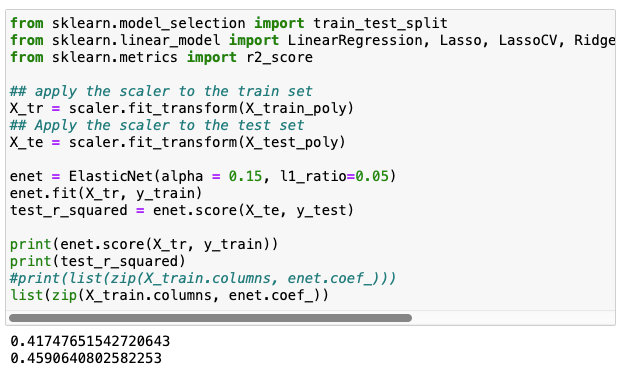 from sklearn.model_selection import train_test_split
from sklearn.linear_model import LinearRegression, Lasso, LassoCV, Ridge
from sklearn.metrics import r2_score
## apply the scaler to the train set
X_tr = scaler.fit_transform(X_train_poly)
## Apply the scaler to the test set
X_te = scaler.fit_transform(X_test_poly)
enet = ElasticNet(alpha = 0.15, l1_ratio=0.05)
enet.fit(X_tr, y_train)
test_r_squared = enet.score(X_te, y_test)
print(enet.score(X_tr, y_train))
print(test_r_squared)
#print(list(zip(X_train.columns, enet.coef_)))
list(zip(X_train.columns, enet.coef_))
0.41747651542720643
0.4590640802582253